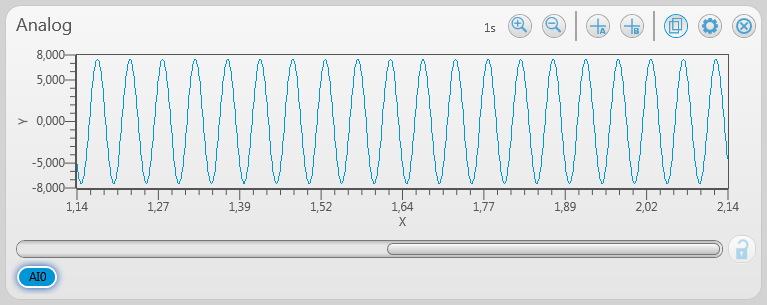 Analog
1s
A
B
8,000
5,000
0,000
-5,000
-8,000
Y
1,14 1,27 1,39 1,52 1,64 1,77 1,89 2,02 2,14
X
AI0